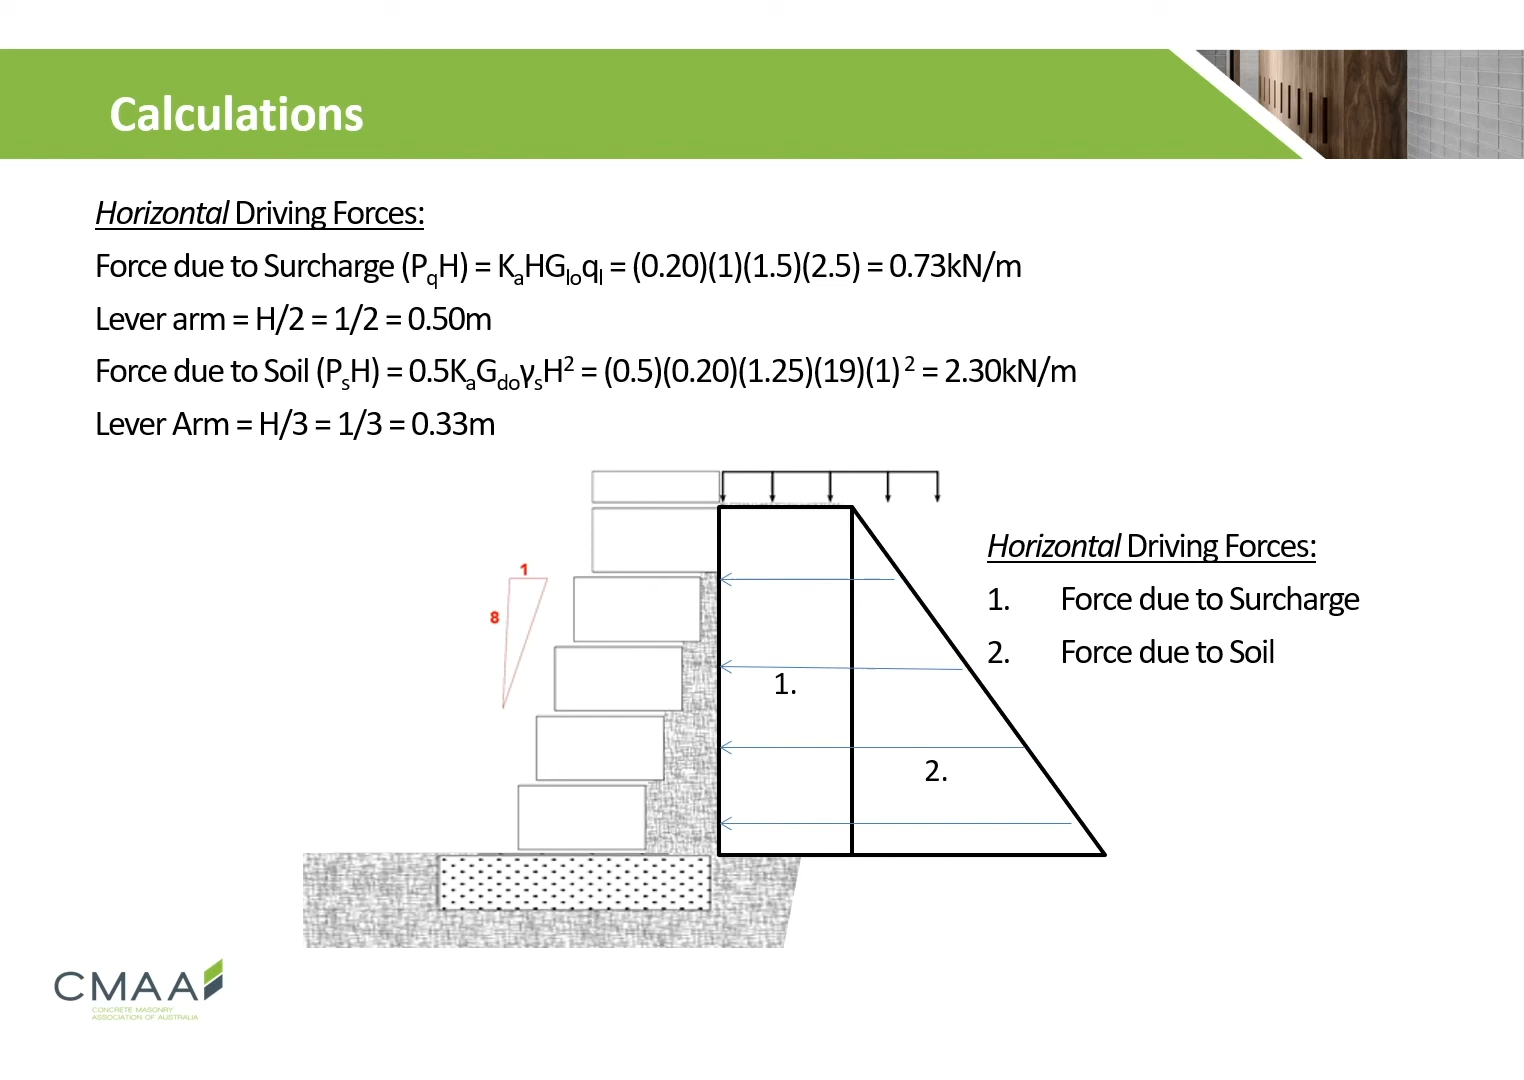 Calculations
Horizontal Driving Forces:
Force due to Surcharge (PqH) = KaHGloql = (0.20)(1)(1.5)(2.5) = 0.73kN/m
Lever arm = H/2 = 1/2 = 0.50m
Force due to Soil (PsH) = 0.5KaGdoγsH² = (0.5)(0.20)(1.25)(19)(1)² = 2.30kN/m
Lever Arm = H/3 = 1/3 = 0.33m
1
8
1.
2.
Horizontal Driving Forces:
1. Force due to Surcharge
2. Force due to Soil
CMAA
CONCRETE MASONRY
ASSOCIATION OF AUSTRALIA